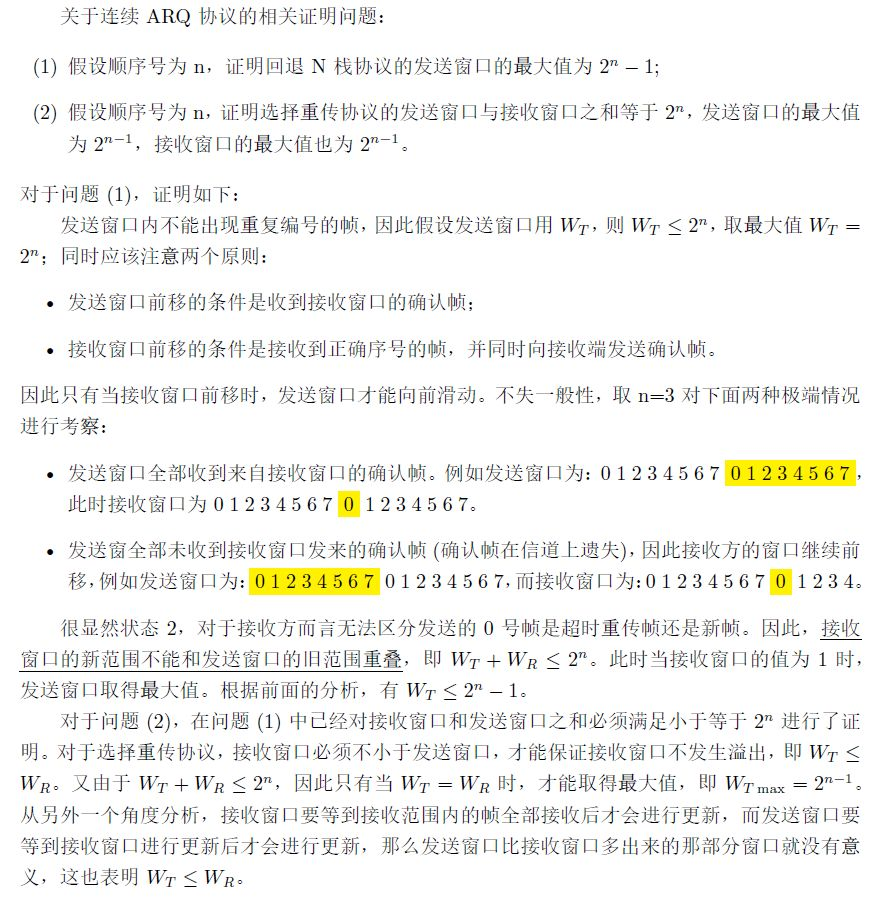 关于连续 ARQ 协议的相关证明问题：
(1) 假设顺序号为 n，证明回退 N 栈协议的发送窗口的最大值为 2ⁿ − 1;
(2) 假设顺序号为 n，证明选择重传协议的发送窗口与接收窗口之和等于 2ⁿ，发送窗口的最大值
为 2ⁿ⁻¹，接收窗口的最大值也为 2ⁿ⁻¹。
对于问题 (1)，证明如下：
发送窗口内不能出现重复编号的帧，因此假设发送窗口用 W_T，则 W_T ≤ 2ⁿ，取最大值 W_T =
2ⁿ；同时应该注意两个原则：
• 发送窗口前移的条件是收到接收窗口的确认帧；
• 接收窗口前移的条件是接收到正确序号的帧，并同时向接收端发送确认帧。
因此只有当接收窗口前移时，发送窗口才能向前滑动。不失一般性，取 n=3 对下面两种极端情况
进行考察：
• 发送窗口全部收到来自接收窗口的确认帧。例如发送窗口为：0 1 2 3 4 5 6 7 0 1 2 3 4 5 6 7，
此时接收窗口为 0 1 2 3 4 5 6 7 0 1 2 3 4 5 6 7。
• 发送窗全部未收到接收窗口发来的确认帧 (确认帧在信道上遗失)，因此接收方的窗口继续前
移，例如发送窗口为：0 1 2 3 4 5 6 7 0 1 2 3 4 5 6 7，而接收窗口为：0 1 2 3 4 5 6 7 0 1 2 3 4。
很显然状态 2，对于接收方而言无法区分发送的 0 号帧是超时重传帧还是新帧。因此，接收
窗口的新范围不能和发送窗口的旧范围重叠，即 W_T + W_R ≤ 2ⁿ。此时当接收窗口的值为 1 时，
发送窗口取得最大值。根据前面的分析，有 W_T ≤ 2ⁿ − 1。
对于问题 (2)，在问题 (1) 中已经对接收窗口和发送窗口之和必须满足小于等于 2ⁿ 进行了证
明。对于选择重传协议，接收窗口必须不小于发送窗口，才能保证接收窗口不发生溢出，即 W_T ≤
W_R。又由于 W_T + W_R ≤ 2ⁿ，因此只有当 W_T = W_R 时，才能取得最大值，即 W_T max = 2ⁿ⁻¹。
从另外一个角度分析，接收窗口要等到接收范围内的帧全部接收后才会进行更新，而发送窗口要
等到接收窗口进行更新后才会进行更新，那么发送窗口比接收窗口多出来的那部分窗口就没有意
义，这也表明 W_T ≤ W_R。